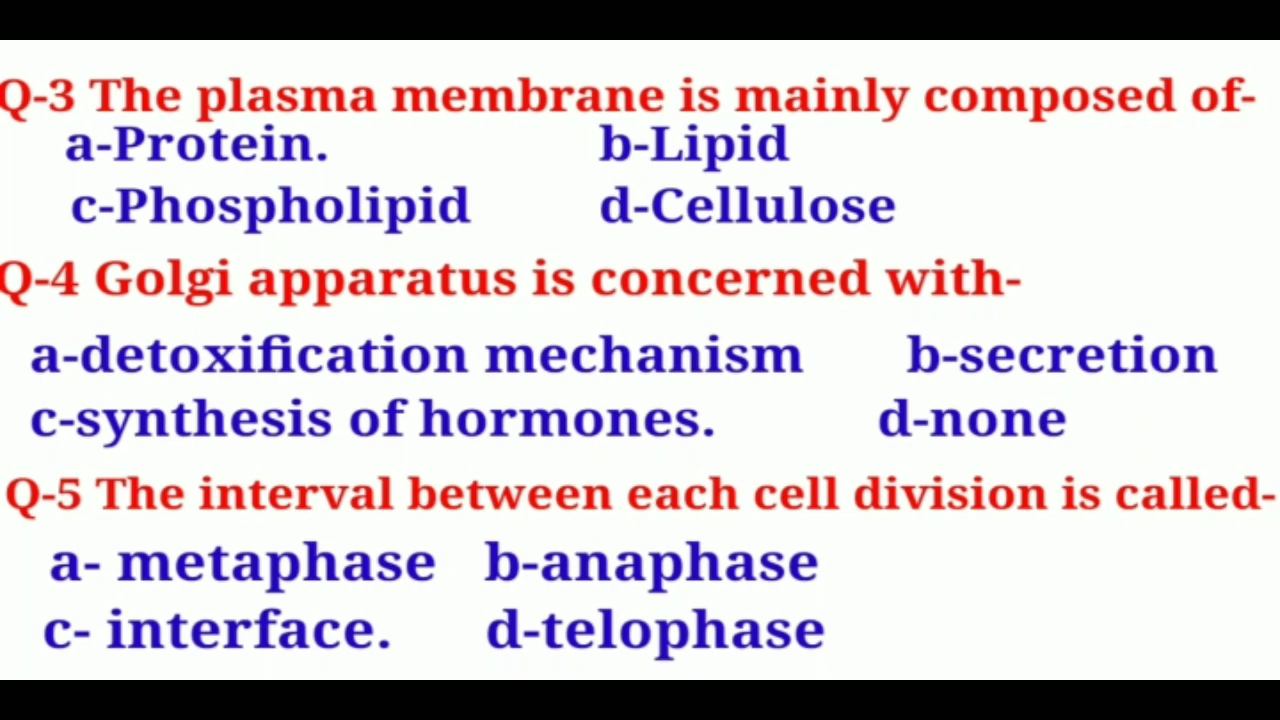 Q-3 The plasma membrane is mainly composed of-
a-Protein. b-Lipid
c-Phospholipid d-Cellulose
Q-4 Golgi apparatus is concerned with-
a-detoxification mechanism b-secretion
c-synthesis of hormones. d-none
Q-5 The interval between each cell division is called-
a- metaphase b-anaphase
c- interface. d-telophase